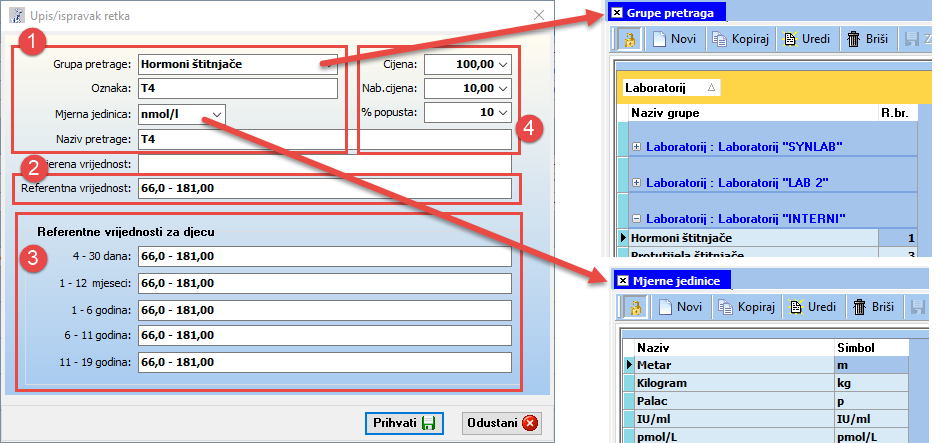 Upis/ispravak retka
1
Grupa pretrage: Hormoni štitnjače
Oznaka: T4
Mjerna jedinica: nmol/l
Naziv pretrage: T4
jerena vrijednost:
Cijena: 100,00
Nab.cijena: 10,00
% popusta: 10
4
2
Referentna vrijednost: 66,0 - 181,00
Referentne vrijednosti za djecu
3
4 - 30 dana: 66,0 - 181,00
1 - 12 mjeseci: 66,0 - 181,00
1 - 6 godina: 66,0 - 181,00
6 - 11 godina: 66,0 - 181,00
11 - 19 godina: 66,0 - 181,00
Prihvati Odustani
Grupe pretraga
Novi Kopiraj Uredi Briši Z
Laboratorij
Naziv grupe R.br.
Laboratorij : Laboratorij "SYNLAB"
Laboratorij : Laboratorij "LAB 2"
Laboratorij : Laboratorij "INTERNI"
Hormoni štitnjače 1
Protutijela štitnjače 3
Mjerne jedinice
Novi Kopiraj Uredi Briši
Naziv Simbol
Metar m
Kilogram kg
Palac p
IU/ml IU/ml
pmol/L pmol/L